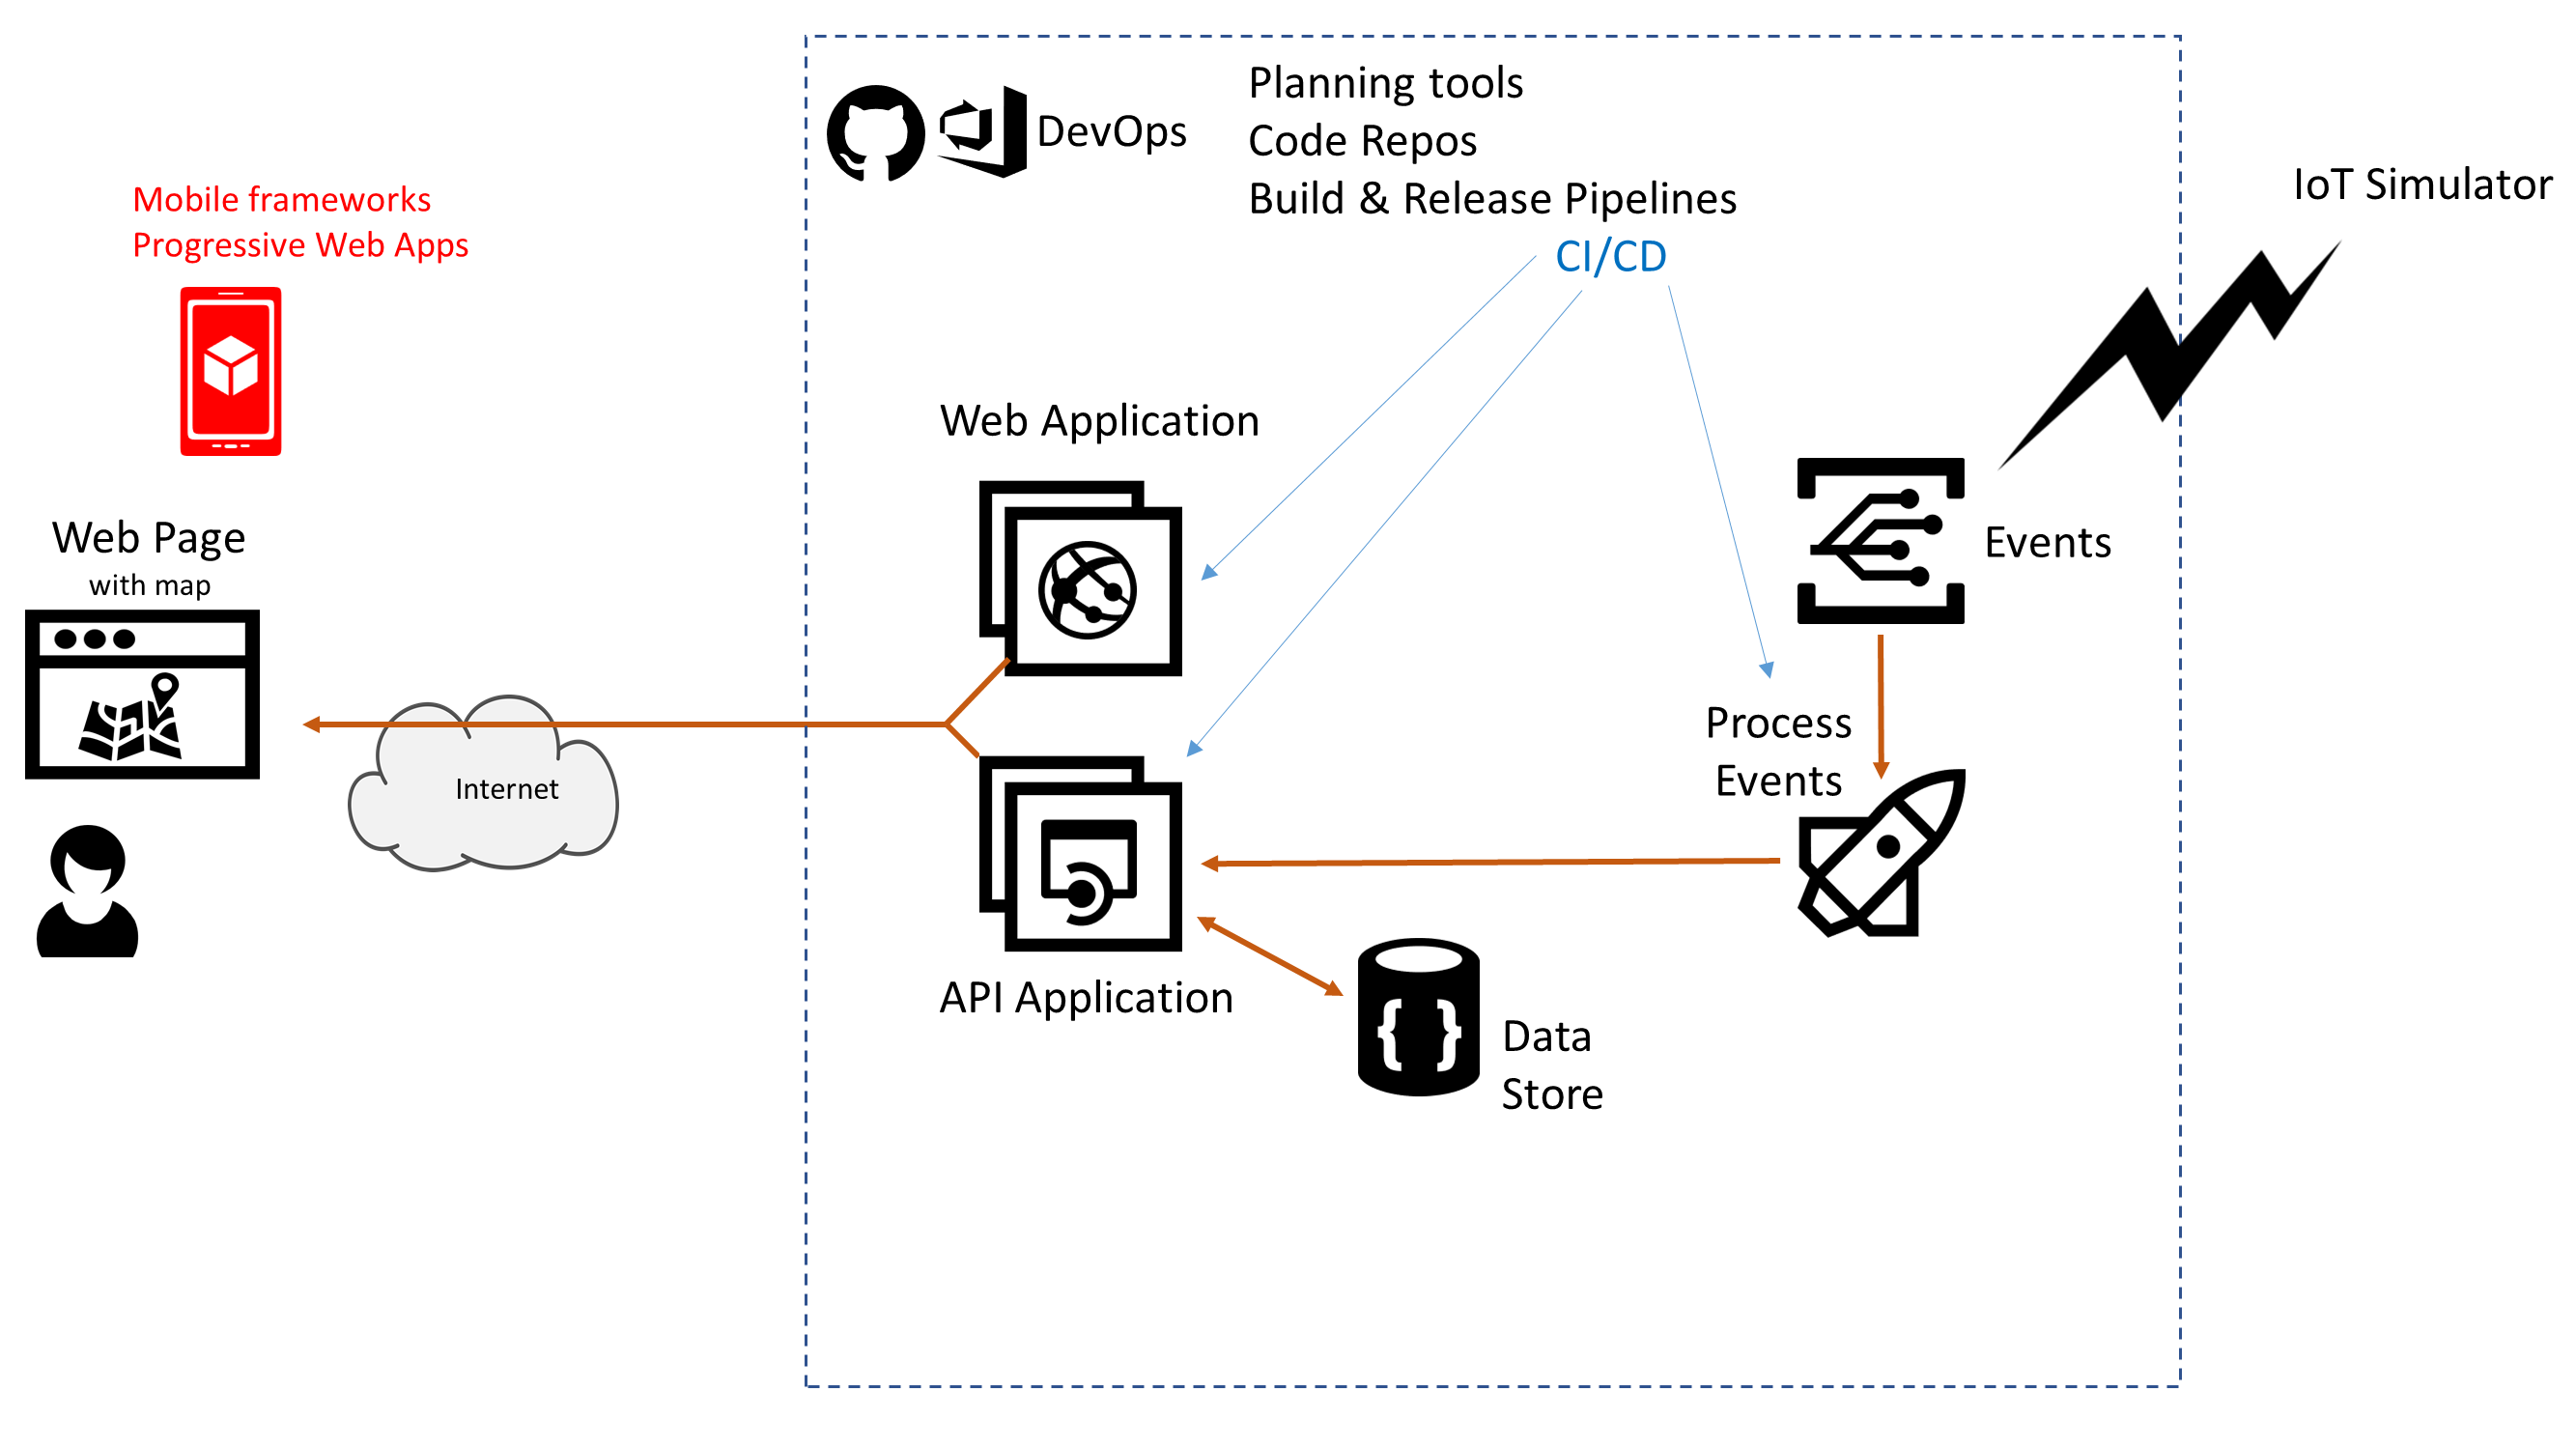 Planning tools
DevOps
Code Repos
Build & Release Pipelines
CI/CD
IoT Simulator
Mobile frameworks
Progressive Web Apps
Web Application
Web Page
with map
Events
Process
Events
Internet
API Application
Data
Store